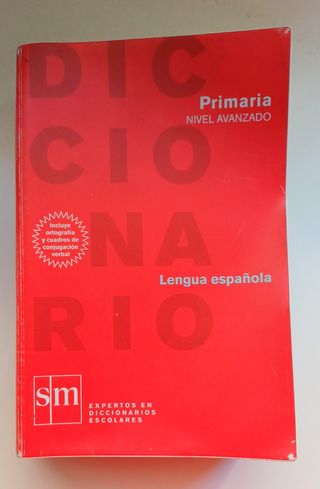 DIC
CIO
NA
RIO
Primaria
NIVEL AVANZADO
Incluye
ortografía
y cuadros de
conjugación
verbal
Lengua española
sm
EXPERTOS EN
DICCIONARIOS
ESCOLARES